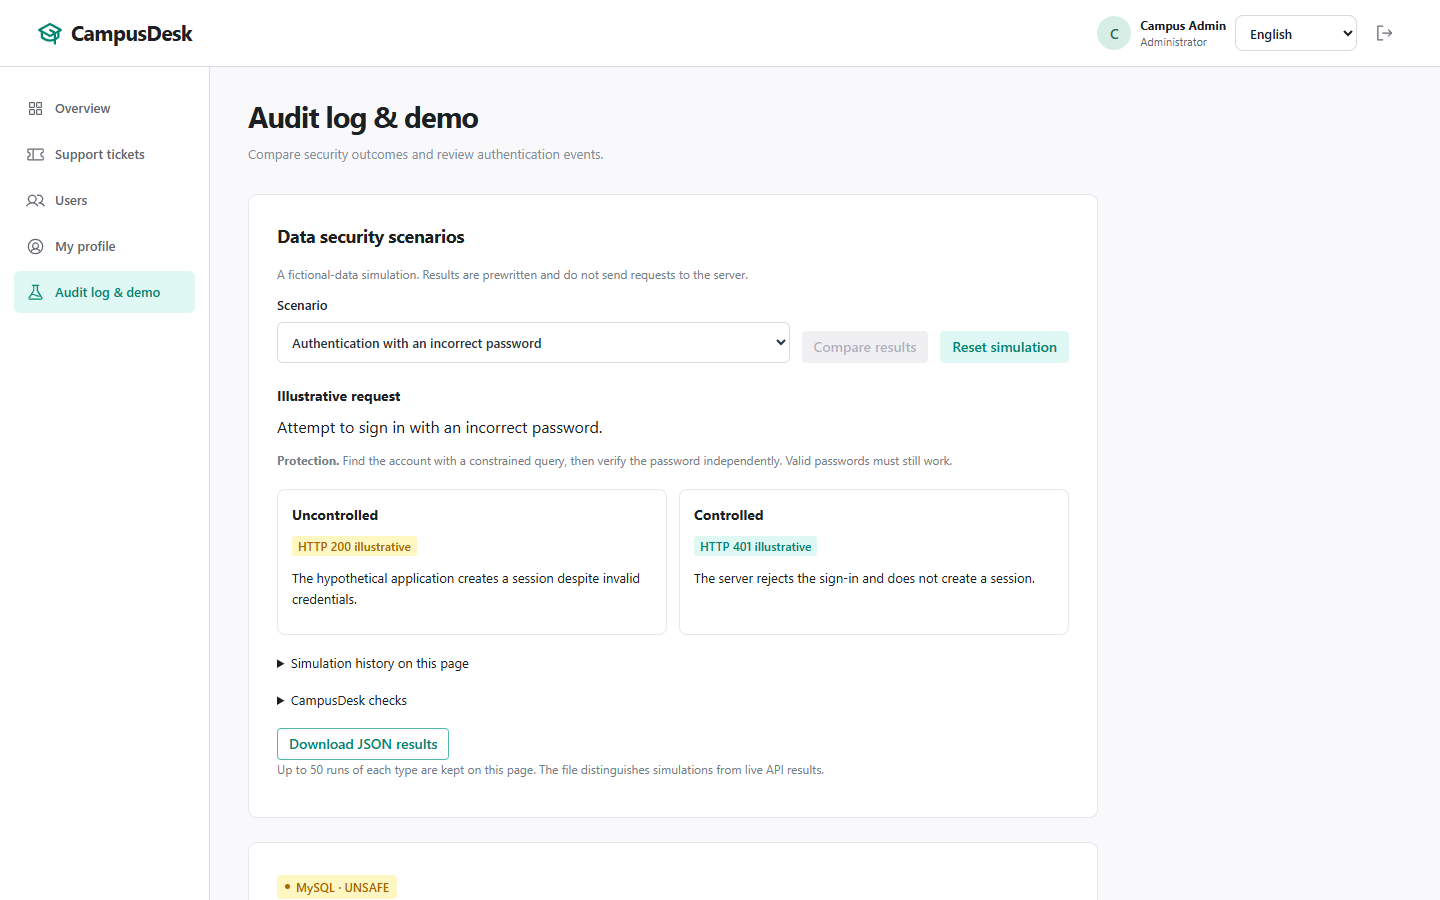 CampusDesk
C
Campus Admin
Administrator
English
Overview
Support tickets
Users
My profile
Audit log & demo
Audit log & demo
Compare security outcomes and review authentication events.
Data security scenarios
A fictional-data simulation. Results are prewritten and do not send requests to the server.
Scenario
Authentication with an incorrect password
Compare results
Reset simulation
Illustrative request
Attempt to sign in with an incorrect password.
Protection. Find the account with a constrained query, then verify the password independently. Valid passwords must still work.
Uncontrolled
HTTP 200 illustrative
The hypothetical application creates a session despite invalid
credentials.
Controlled
HTTP 401 illustrative
The server rejects the sign-in and does not create a session.
Simulation history on this page
CampusDesk checks
Download JSON results
Up to 50 runs of each type are kept on this page. The file distinguishes simulations from live API results.
MySQL · UNSAFE